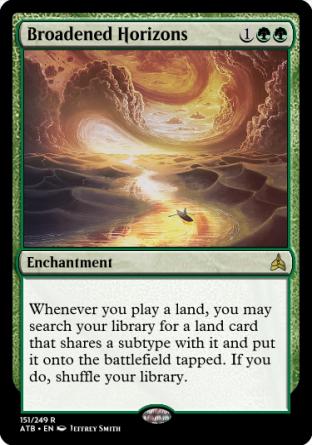 Broadened Horizons 1
Enchantment
Whenever you play a land, you may
search your library for a land card
that shares a subtype with it and put
it onto the battlefield tapped. If you
do, shuffle your library.
151/249 R
ATB • EN Jeffrey Smith